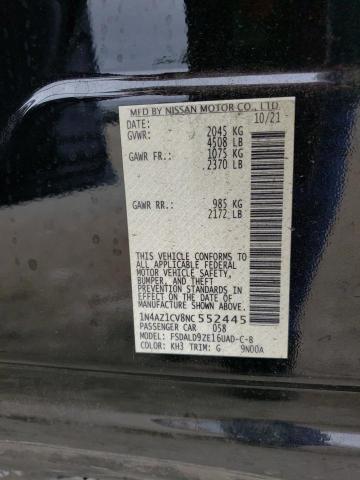 MFD BY NISSAN MOTOR CO., LTD.
DATE: 10/21
GVWR: 2045 KG
4508 LB
GAWR FR: 1075 KG
2370 LB
GAWR RR: 985 KG
2172 LB
THIS VEHICLE CONFORMS TO
ALL APPLICABLE FEDERAL
MOTOR VEHICLE SAFETY,
BUMPER, AND THEFT
PREVENTION STANDARDS IN
EFFECT ON THE DATE OF
MANUFACTURE SHOWN ABOVE.
1N4AZ1CV8NC552445
PASSENGER CAR 058
MODEL: FSDALD9ZE16UAD-C-8
COLOR: KH3 TRIM: G 9N00A